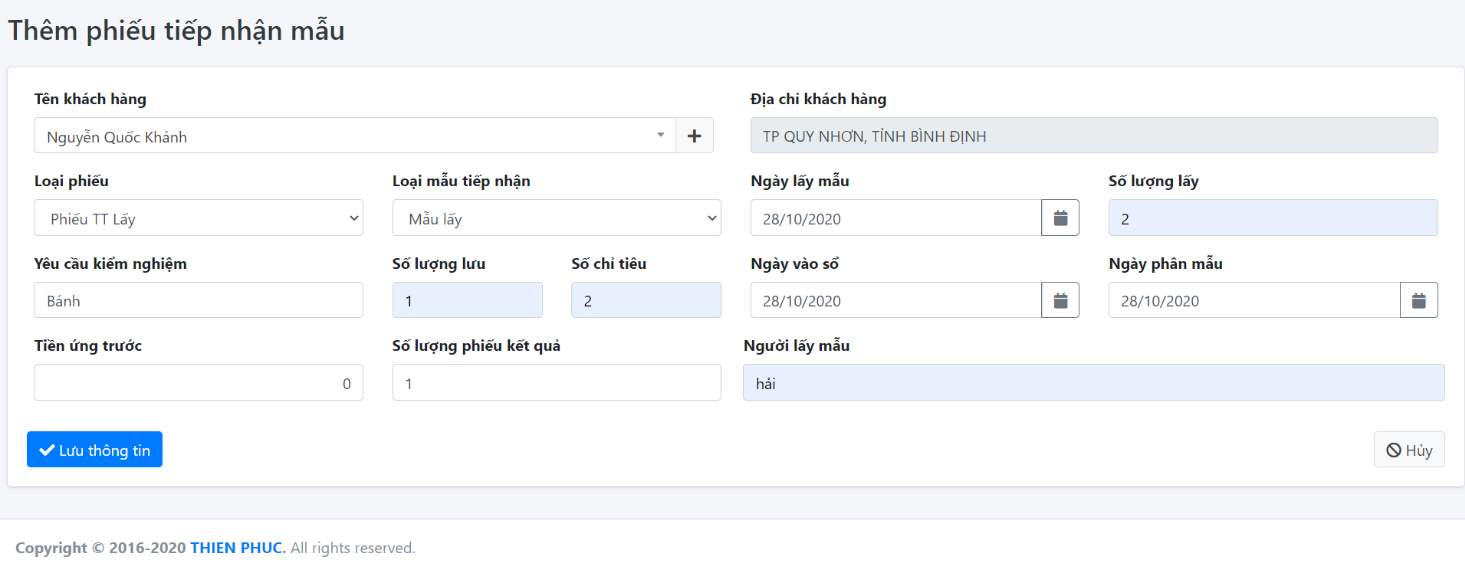 Thêm phiếu tiếp nhận mẫu
Tên khách hàng Địa chỉ khách hàng
Nguyễn Quốc Khánh TP QUY NHƠN, TỈNH BÌNH ĐỊNH
Loại phiếu Loại mẫu tiếp nhận Ngày lấy mẫu Số lượng lấy
Phiếu TT Lấy Mẫu lấy 28/10/2020 2
Yêu cầu kiểm nghiệm Số lượng lưu Số chỉ tiêu Ngày vào sổ Ngày phân mẫu
Bánh 1 2 28/10/2020 28/10/2020
Tiền ứng trước Số lượng phiếu kết quả Người lấy mẫu
0 1 hải
Lưu thông tin Hủy
Copyright © 2016-2020 THIEN PHUC. All rights reserved.